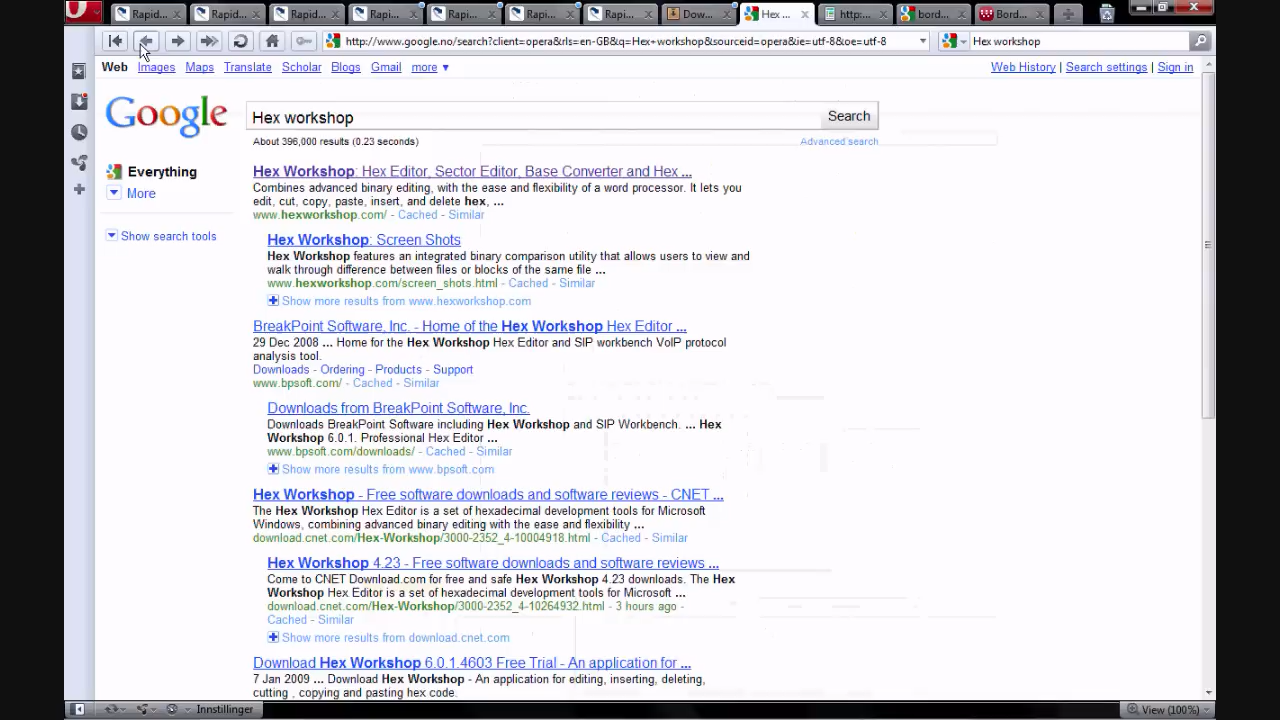 Rapid... Rapid... Rapid... Rapi... Rapi... Rapi... Rapi... Dow... Hex ... http:... bord... Bord...
http://www.google.no/search?client=opera&rls=en-GB&q=Hex+workshop&sourceid=opera&ie=utf-8&oe=utf-8 Hex workshop
Web Images Maps Translate Scholar Blogs Gmail more ▼ Web History | Search settings | Sign in
Google Hex workshop Search
About 396,000 results (0.23 seconds) Advanced search
Everything
More
Show search tools
Hex Workshop: Hex Editor, Sector Editor, Base Converter and Hex ...
Combines advanced binary editing, with the ease and flexibility of a word processor. It lets you
edit, cut, copy, paste, insert, and delete hex, ...
www.hexworkshop.com/ - Cached - Similar
Hex Workshop: Screen Shots
Hex Workshop features an integrated binary comparison utility that allows users to view and
walk through difference between files or blocks of the same file ...
www.hexworkshop.com/screen_shots.html - Cached - Similar
Show more results from www.hexworkshop.com
BreakPoint Software, Inc. - Home of the Hex Workshop Hex Editor ...
29 Dec 2008 ... Home for the Hex Workshop Hex Editor and SIP workbench VoIP protocol
analysis tool.
Downloads - Ordering - Products - Support
www.bpsoft.com/ - Cached - Similar
Downloads from BreakPoint Software, Inc.
Downloads BreakPoint Software including Hex Workshop and SIP Workbench. ... Hex
Workshop 6.0.1. Professional Hex Editor ...
www.bpsoft.com/downloads/ - Cached - Similar
Show more results from www.bpsoft.com
Hex Workshop - Free software downloads and software reviews - CNET ...
The Hex Workshop Hex Editor is a set of hexadecimal development tools for Microsoft
Windows, combining advanced binary editing with the ease and flexibility ...
download.cnet.com/Hex-Workshop/3000-2352_4-10004918.html - Cached - Similar
Hex Workshop 4.23 - Free software downloads and software reviews ...
Come to CNET Download.com for free and safe Hex Workshop 4.23 downloads. The Hex
Workshop Hex Editor is a set of hexadecimal development tools for Microsoft ...
download.cnet.com/Hex-Workshop/3000-2352_4-10264932.html - 3 hours ago -
Cached - Similar
Show more results from download.cnet.com
Download Hex Workshop 6.0.1.4603 Free Trial - An application for ...
7 Jan 2009 ... Download Hex Workshop - An application for editing, inserting, deleting,
cutting , copying and pasting hex code.
Innstillinger View (100%)